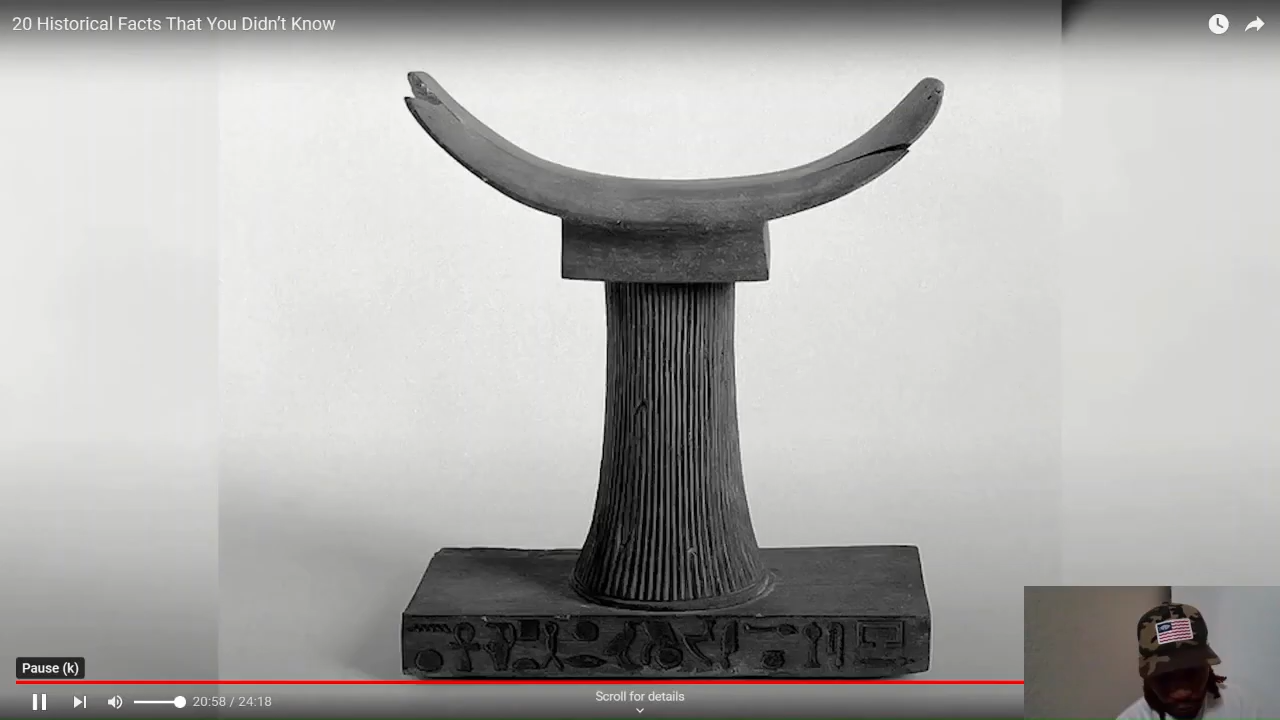 20 Historical Facts That You Didn’t Know
Pause (k)
20:58 / 24:18
Scroll for details